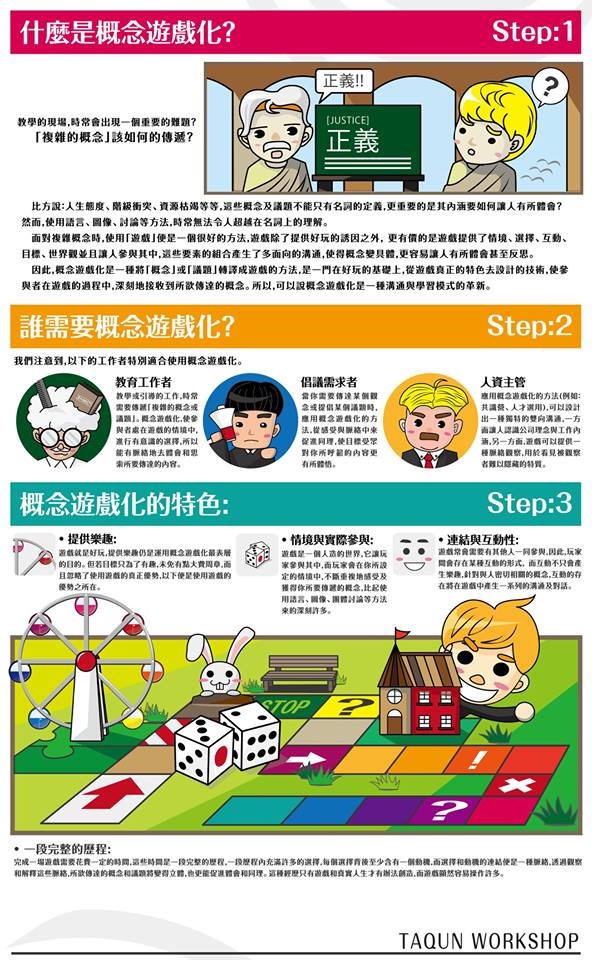 什麼是概念遊戲化?
Step:1
教學的現場,時常會出現一個重要的難題?
「複雜的概念」該如何的傳遞?
正義!!
[JUSTICE]
正義
?
比方說:人生態度、階級衝突、資源枯竭等等,這些概念及議題不能只有名詞的定義,更重要的是其內涵要如何讓人有所體會?
然而,使用語言、圖像、討論等方法,時常無法令人超越在名詞上的理解。
面對複雜概念時,使用「遊戲」便是一個很好的方法,遊戲除了提供好玩的誘因之外,更有價的是遊戲提供了情境、選擇、互動、
目標、世界觀並且讓人參與其中,這些要素的組合產生了多面向的溝通,使得概念變具體,更容易讓人有所體會甚至反思。
因此,概念遊戲化是一種將「概念」或「議題」轉譯成遊戲的方法,是一門在好玩的基礎上,從遊戲真正的特色去設計的技術,使參
與者在遊戲的過程中,深刻地接收到所欲傳達的概念。所以,可以說概念遊戲化是一種溝通與學習模式的革新。
誰需要概念遊戲化?
Step:2
我們注意到,以下的工作者特別適合使用概念遊戲化。
教育工作者
教學或引導的工作,時常
需要傳遞「複雜的概念或
議題」。概念遊戲化,使參
與者處在遊戲的情境中,
進行有意識的選擇,所以
能有脈絡地去體會和思
索所要傳達的內容。
倡議需求者
當你需要傳達某個觀
念或提倡某個議題時,
應用概念遊戲化的方
法,從感受與脈絡中來
促進同理,使目標受眾
對你所呼籲的內容更
有所體悟。
人資主管
應用概念遊戲化的方法(例如:
共識營、人才選用),可以設計
出一種獨特的雙向溝通,一方
面讓人認識公司理念與工作內
涵,另一方面,遊戲可以提供一
種脈絡觀察,用於看見被觀察
者難以隱藏的特質。
概念遊戲化的特色:
Step:3
• 提供樂趣:
遊戲就是好玩,提供樂趣仍是運用概念遊戲化最表層
的目的。但若目標只為了有趣,未免有點大費周章,而
且忽略了使用遊戲的真正優勢,以下便是使用遊戲的
優勢之所在。
• 情境與實際參與:
遊戲是一個人造的世界,它讓玩
家參與其中,而玩家會在你所設
定的情境中,不斷重複地感受及
獲得你所要傳遞的概念,比起使
用語言、圖像、團體討論等方法
來的深刻許多。
• 連結與互動性:
遊戲常會需要有其他人一同參與,因此,玩家
間會存在某種互動的形式。而互動不只會產
生樂趣,針對與人密切相關的概念,互動的存
在將在遊戲中產生一系列的溝通及對話。
STOP
?
!
?
• 一段完整的歷程:
完成一場遊戲需要花費一定的時間,這些時間是一段完整的歷程,一段歷程內充滿許多的選擇,每個選擇背後至少含有一個動機,而選擇和動機的連結便是一種脈絡,透過觀察
和解釋這些脈絡,所欲傳達的概念和議題將變得立體,也更能促進體會和同理。這種經歷只有遊戲和真實人生才有辦法創造,而遊戲顯然容易操作許多。
TAQUN WORKSHOP